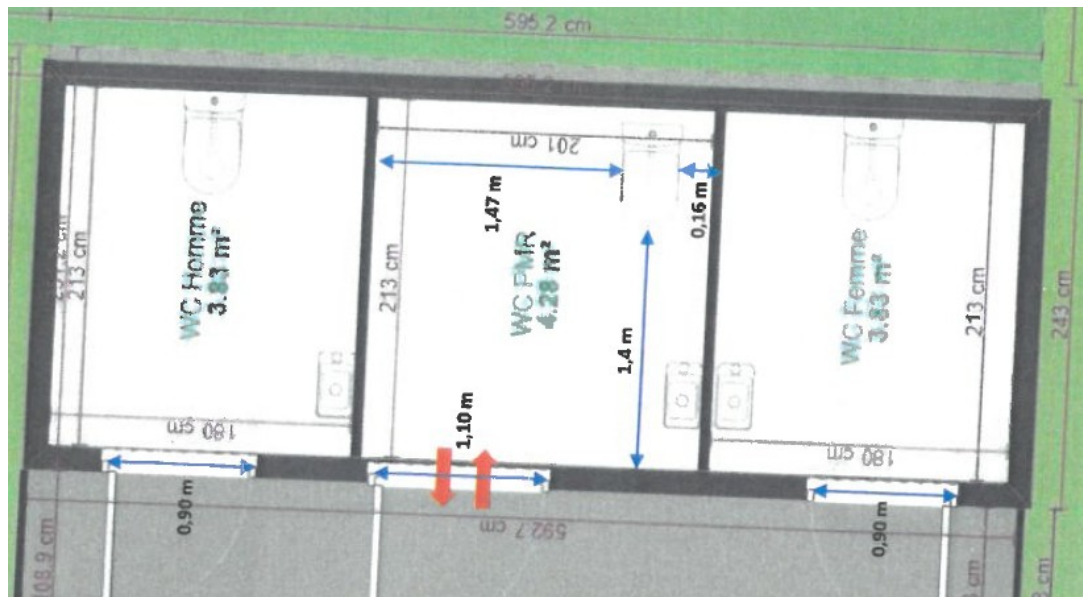 595.2 cm
201 cm
1,47 m
0,16 m
WC Homme
3.83 m²
213 cm
213 cm
WC PMR
4.28 m²
1,4 m
WC Femme
3.83 m²
213 cm
243 cm
180 cm
1,10 m
180 cm
0,90 m
592.7 cm
0,90 m